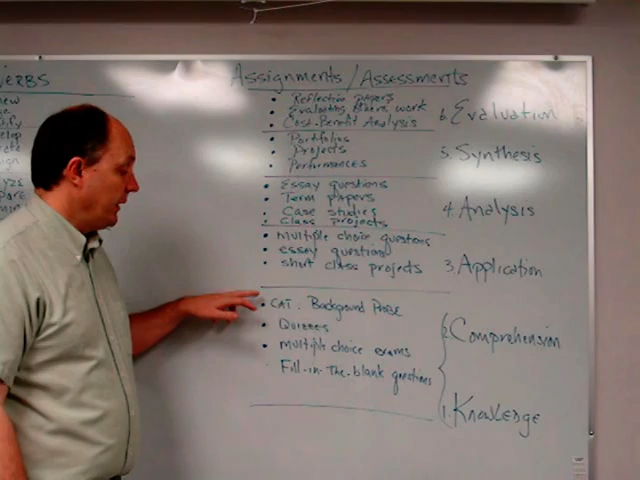 VERBS
Assignments / Assessments
• Reflection papers
• Evaluating others work
• Cost-Benefit Analysis
6. Evaluation
• Portfolios
• Projects
• Performances
5. Synthesis
• Essay questions
• Term papers
• Case studies
• Class projects
4. Analysis
• Multiple choice questions
• essay questions
• short class projects
3. Application
• CAT. Background Probe
• Quizzes
• multiple choice exams
Fill-in-the-blank questions
2. Comprehension
1. Knowledge